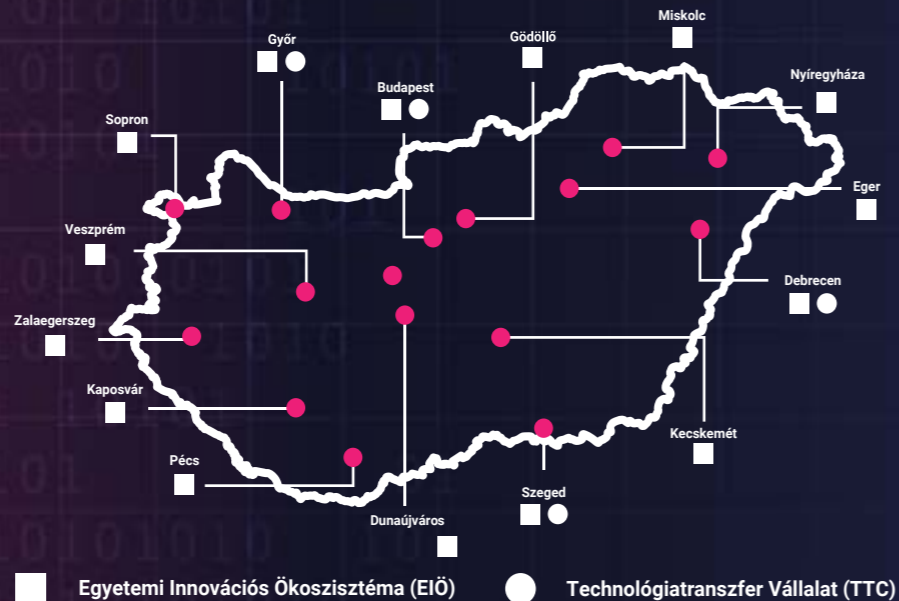 Miskolc
Győr
Gödöllő
Nyíregyháza
Budapest
Sopron
Eger
Veszprém
Debrecen
Zalaegerszeg
Kaposvár
Kecskemét
Pécs
Szeged
Dunaújváros
Egyetemi Innovációs Ökoszisztéma (EIÖ)
Technológiatranszfer Vállalat (TTC)